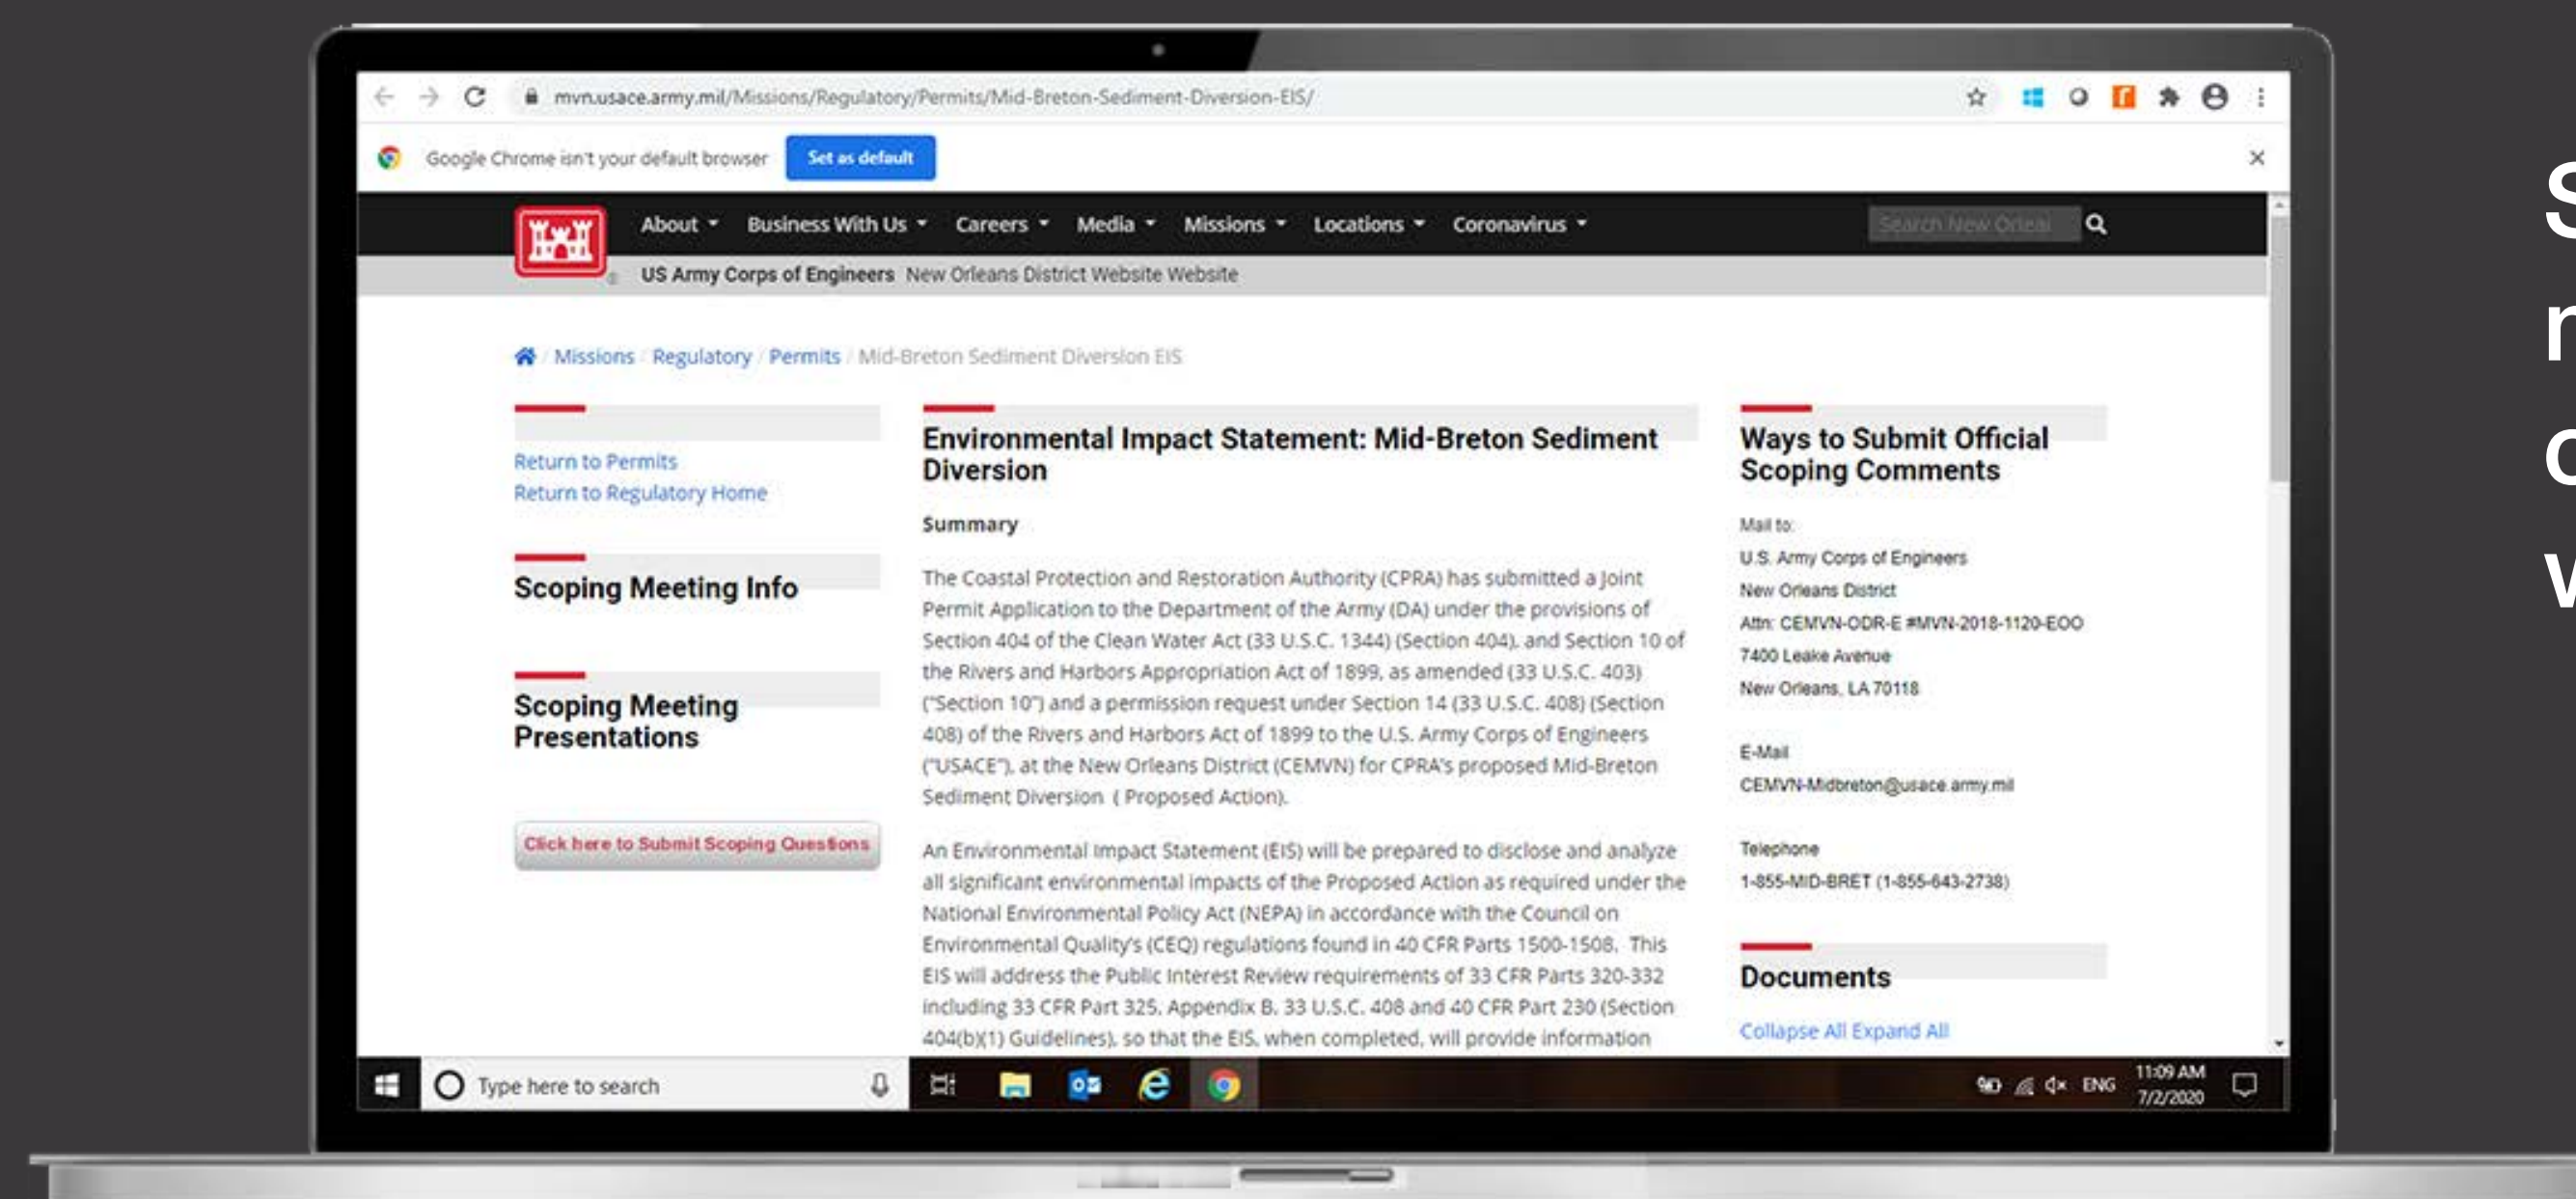 mvn.usace.army.mil/Missions/Regulatory/Permits/Mid-Breton-Sediment-Diversion-EIS/
Google Chrome isn't your default browser Set as default
About Business With Us Careers Media Missions Locations Coronavirus Search New Orleai
US Army Corps of Engineers New Orleans District Website Website
/ Missions / Regulatory / Permits / Mid-Breton Sediment Diversion EIS
Return to Permits
Return to Regulatory Home
Scoping Meeting Info
Scoping Meeting
Presentations
Click here to Submit Scoping Questions
Environmental Impact Statement: Mid-Breton Sediment
Diversion
Summary
The Coastal Protection and Restoration Authority (CPRA) has submitted a Joint
Permit Application to the Department of the Army (DA) under the provisions of
Section 404 of the Clean Water Act (33 U.S.C. 1344) (Section 404), and Section 10 of
the Rivers and Harbors Appropriation Act of 1899, as amended (33 U.S.C. 403)
("Section 10") and a permission request under Section 14 (33 U.S.C. 408) (Section
408) of the Rivers and Harbors Act of 1899 to the U.S. Army Corps of Engineers
("USACE"), at the New Orleans District (CEMVN) for CPRA's proposed Mid-Breton
Sediment Diversion ( Proposed Action).
An Environmental Impact Statement (EIS) will be prepared to disclose and analyze
all significant environmental impacts of the Proposed Action as required under the
National Environmental Policy Act (NEPA) in accordance with the Council on
Environmental Quality's (CEQ) regulations found in 40 CFR Parts 1500-1508. This
EIS will address the Public Interest Review requirements of 33 CFR Parts 320-332
including 33 CFR Part 325, Appendix B, 33 U.S.C. 408 and 40 CFR Part 230 (Section
404(b)(1) Guidelines), so that the EIS, when completed, will provide information
Ways to Submit Official
Scoping Comments
Mail to:
U.S. Army Corps of Engineers
New Orleans District
Attn: CEMVN-ODR-E #MVN-2018-1120-EOO
7400 Leake Avenue
New Orleans, LA 70118
E-Mail
CEMVN-Midbreton@usace.army.mil
Telephone
1-855-MID-BRET (1-855-643-2738)
Documents
Collapse All Expand All
Type here to search
ENG
11:09 AM
7/2/2020